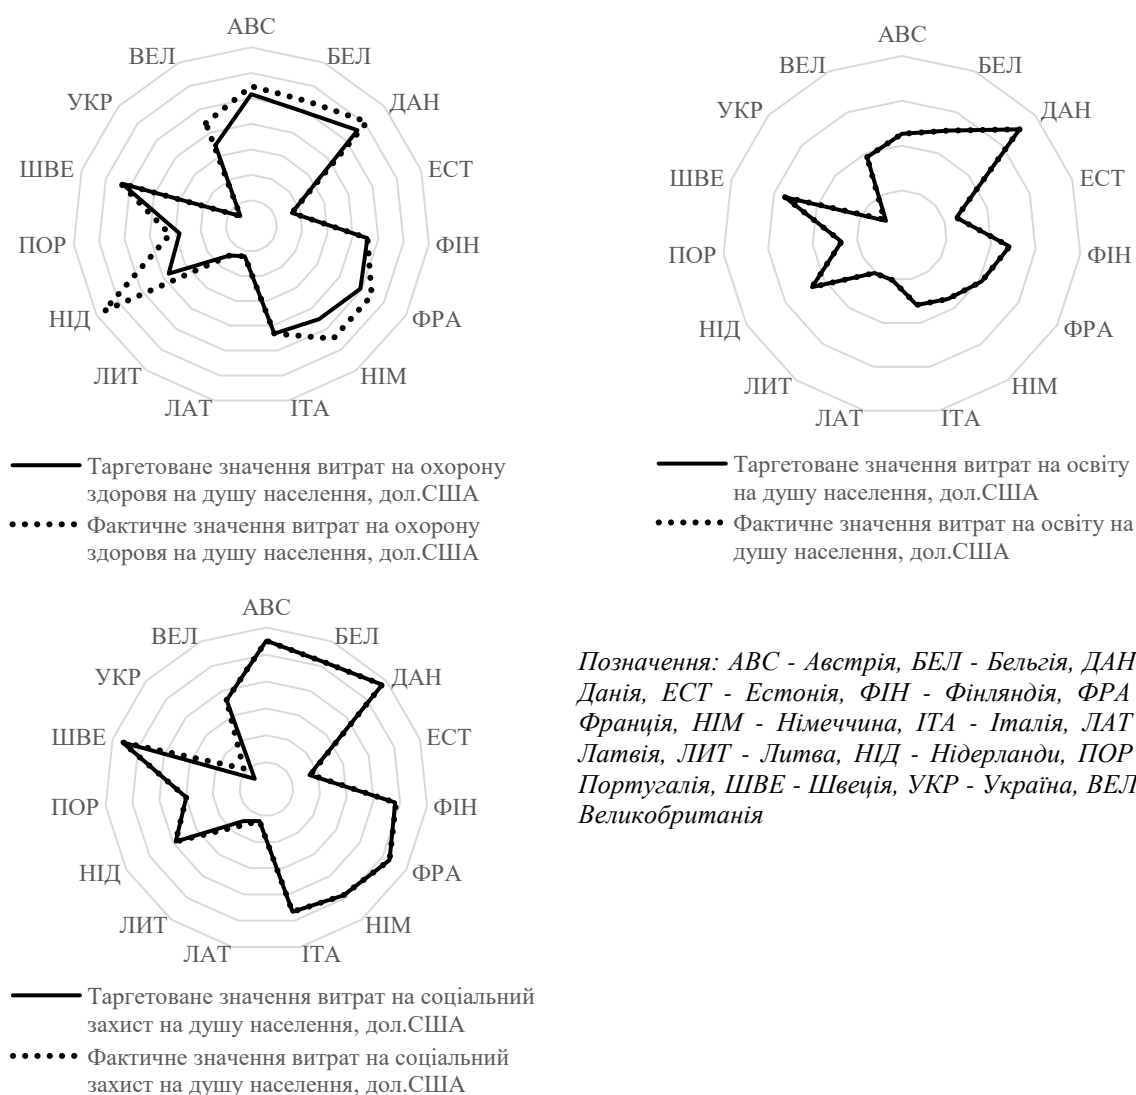 АВС
БЕЛ
ДАН
ЕСТ
ФІН
ФРА
НІМ
ІТА
ЛАТ
ЛИТ
НІД
ПОР
ШВЕ
УКР
ВЕЛ
Таргетоване значення витрат на охорону
здоровя на душу населення, дол.США
Фактичне значення витрат на охорону
здоровя на душу населення, дол.США
АВС
БЕЛ
ДАН
ЕСТ
ФІН
ФРА
НІМ
ІТА
ЛАТ
ЛИТ
НІД
ПОР
ШВЕ
УКР
ВЕЛ
Таргетоване значення витрат на освіту
на душу населення, дол.США
Фактичне значення витрат на освіту на
душу населення, дол.США
АВС
БЕЛ
ДАН
ЕСТ
ФІН
ФРА
НІМ
ІТА
ЛАТ
ЛИТ
НІД
ПОР
ШВЕ
УКР
ВЕЛ
Таргетоване значення витрат на соціальний
захист на душу населення, дол.США
Фактичне значення витрат на соціальний
захист на душу населення, дол.США
Позначення: АВС - Австрія, БЕЛ - Бельгія, ДАН
Данія, ЕСТ - Естонія, ФІН - Фінляндія, ФРА
Франція, НІМ - Німеччина, ІТА - Італія, ЛАТ
Латвія, ЛИТ - Литва, НІД - Нідерланди, ПОР
Португалія, ШВЕ - Швеція, УКР - Україна, ВЕЛ
Великобританія